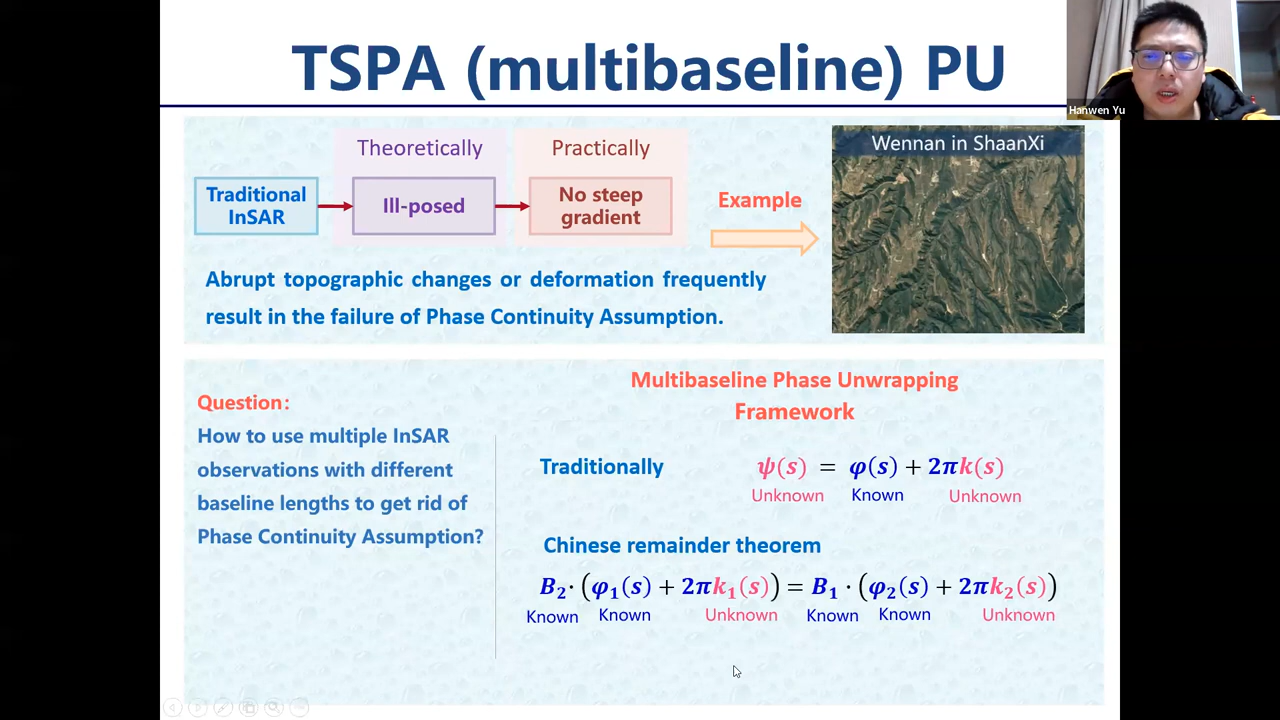 TSPA (multibaseline) PU
Hanwen Yu
Theoretically
Practically
Traditional
InSAR
Ill-posed
No steep
gradient
Example
Wennan in ShaanXi
Abrupt topographic changes or deformation frequently
result in the failure of Phase Continuity Assumption.
Question:
How to use multiple InSAR
observations with different
baseline lengths to get rid of
Phase Continuity Assumption?
Multibaseline Phase Unwrapping
Framework
Traditionally
ψ(s) = φ(s) + 2πk(s)
Unknown Known Unknown
Chinese remainder theorem
B₂· (φ₁(s) + 2πk₁(s)) = B₁ · (φ₂(s) + 2πk₂(s))
Known Known Unknown Known Known Unknown